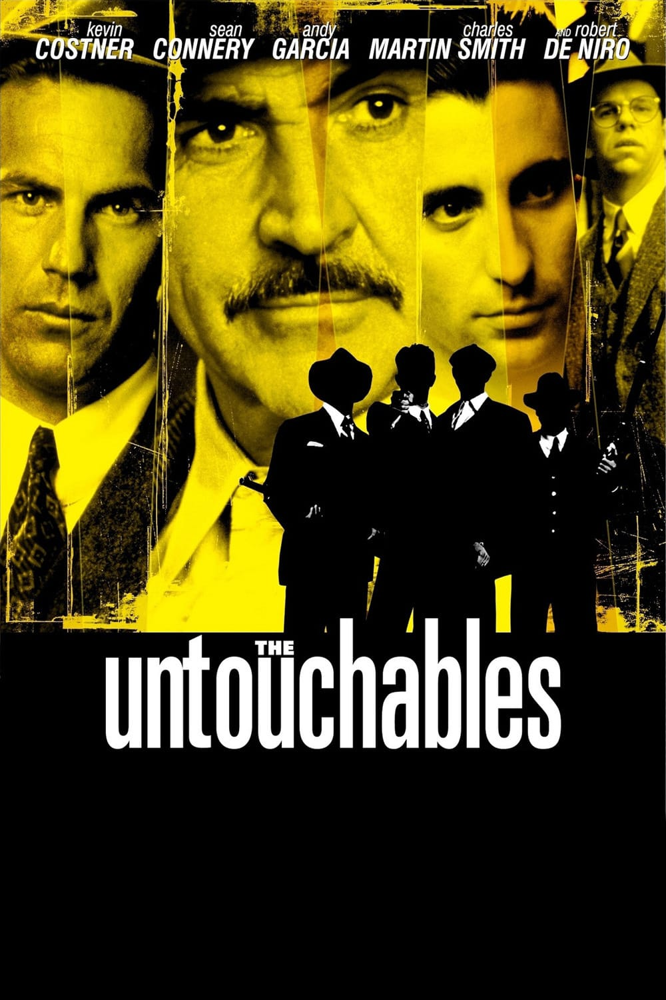 kevin sean andy charles AND robert
COSTNER CONNERY GARCIA MARTIN SMITH DE NIRO
THE
untouchables